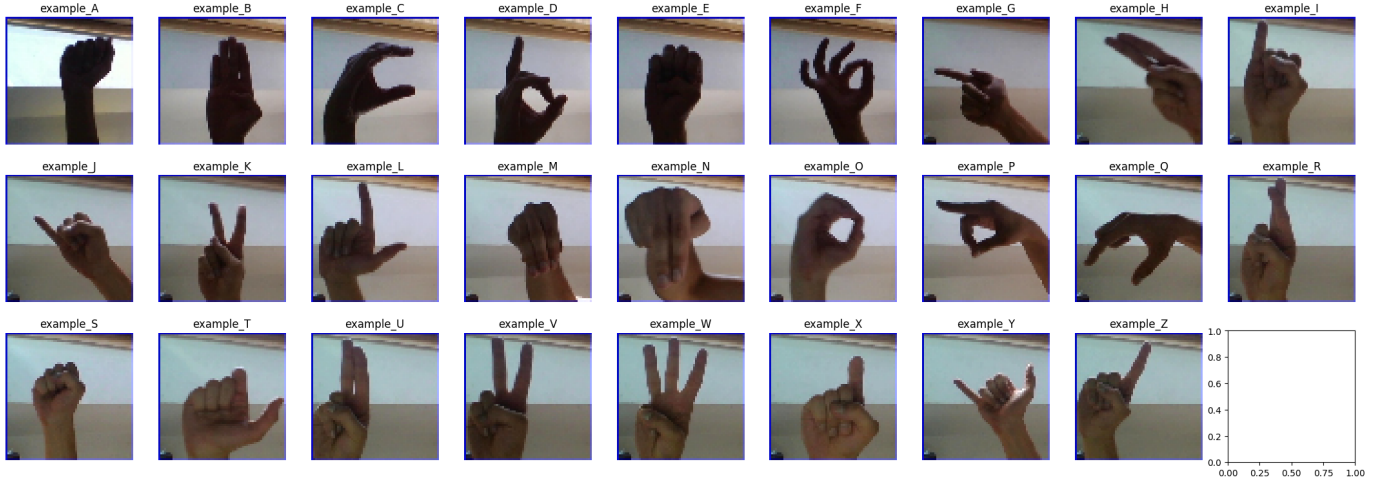 example_A example_B example_C example_D example_E example_F example_G example_H example_I
example_J example_K example_L example_M example_N example_O example_P example_Q example_R
example_S example_T example_U example_V example_W example_X example_Y example_Z
1.0
0.8
0.6
0.4
0.2
0.0
0.00 0.25 0.50 0.75 1.00